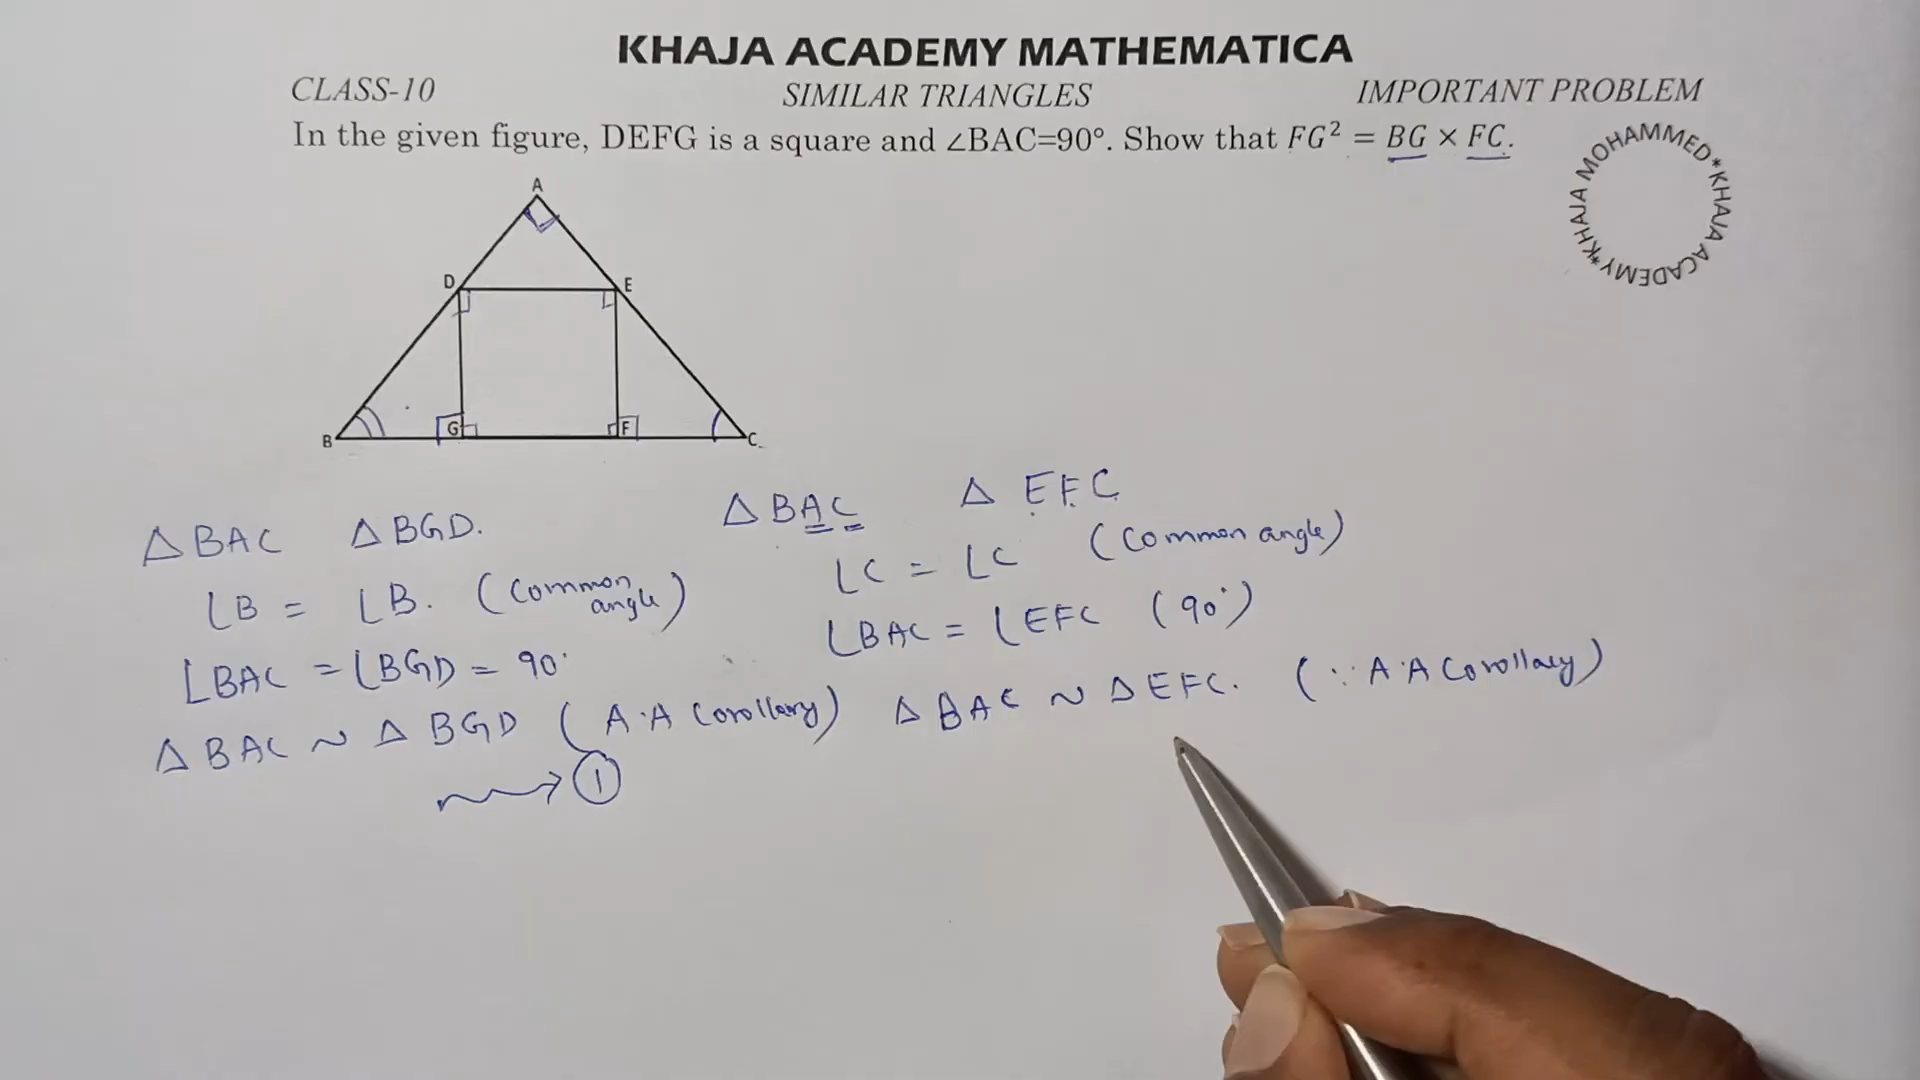 KHAJA ACADEMY MATHEMATICA
CLASS-10 SIMILAR TRIANGLES IMPORTANT PROBLEM
In the given figure, DEFG is a square and ∠BAC=90°. Show that FG² = BG × FC.
KHAJA MOHAMMED*KHAJA ACADEMY*
A
D E
B G F C
△BAC △BGD.
∠B = ∠B. (Common angle)
∠BAC = ∠BGD = 90°
△BAC ~ △BGD (A·A Corollary)
①
△BAC △EFC
∠C = ∠C (Common angle)
∠BAC = ∠EFC (90°)
△BAC ~ △EFC. (∵ A·A Corollary)